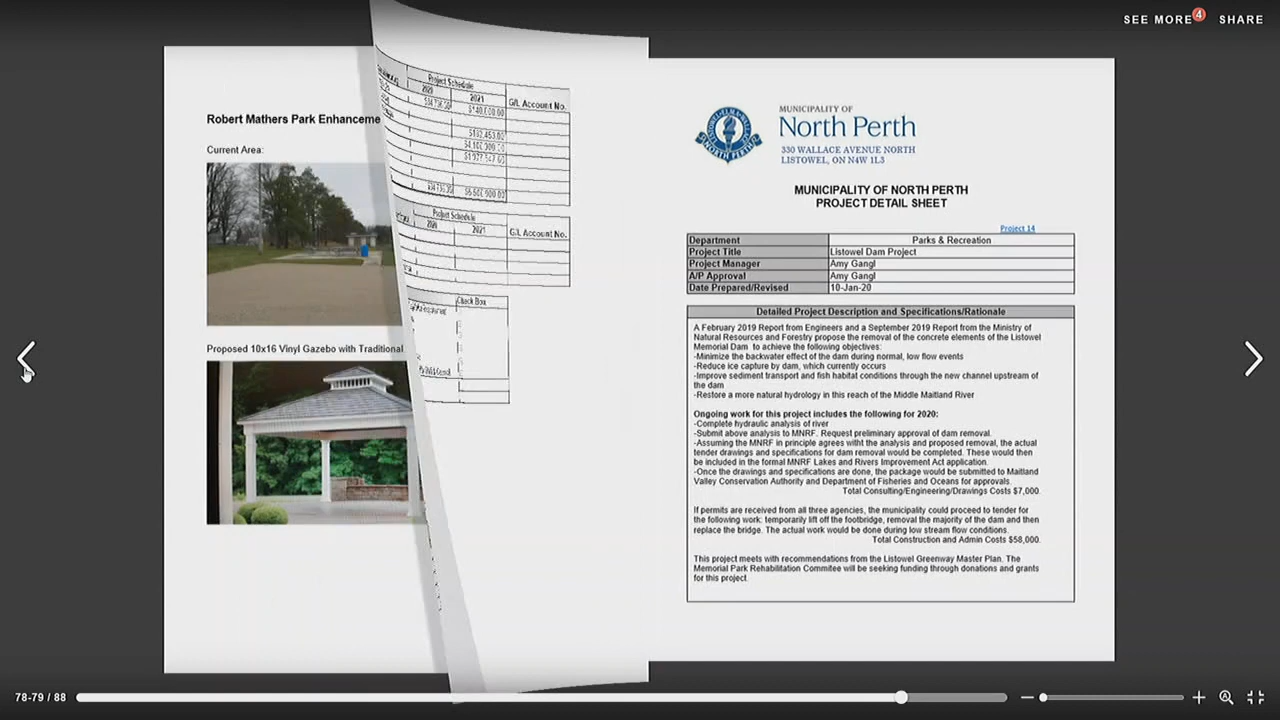 SEE MORE 4 SHARE
Robert Mathers Park Enhanceme
Current Area:
Proposed 10x16 Vinyl Gazebo with Traditional
Project Schedule
2020 2021 G/L Account No.
Project Schedule
2020 2021 G/L Account No.
Check Box
NORTH PERTH
MUNICIPALITY OF
North Perth
330 WALLACE AVENUE NORTH
LISTOWEL, ON N4W 1L3
MUNICIPALITY OF NORTH PERTH
PROJECT DETAIL SHEET
Project 14
Department Parks & Recreation
Project Title Listowel Dam Project
Project Manager Amy Gangl
A/P Approval Amy Gangl
Date Prepared/Revised 10-Jan-20
Detailed Project Description and Specifications/Rationale
A February 2019 Report from Engineers and a September 2019 Report from the Ministry of
Natural Resources and Forestry propose the removal of the concrete elements of the Listowel
Memorial Dam to achieve the following objectives:
-Minimize the backwater effect of the dam during normal, low flow events
-Reduce ice capture by dam, which currently occurs
-Improve sediment transport and fish habitat conditions through the new channel upstream of
the dam
-Restore a more natural hydrology in this reach of the Middle Maitland River
Ongoing work for this project includes the following for 2020:
-Complete hydraulic analysis of river
-Submit above analysis to MNRF. Request preliminary approval of dam removal.
-Assuming the MNRF in principle agrees witht the analysis and proposed removal, the actual
tender drawings and specifications for dam removal would be completed. These would then
be included in the formal MNRF Lakes and Rivers Improvement Act application.
-Once the drawings and specifications are done, the package would be submitted to Maitland
Valley Conservation Authority and Department of Fisheries and Oceans for approvals.
Total Consulting/Engineering/Drawings Costs $7,000.
If permits are received from all three agencies, the municipality could proceed to tender for
the following work: temporarily lift off the footbridge, removal the majority of the dam and then
replace the bridge. The actual work would be done during low stream flow conditions.
Total Construction and Admin Costs $58,000.
This project meets with recommendations from the Listowel Greenway Master Plan. The
Memorial Park Rehabilitation Commitee will be seeking funding through donations and grants
for this project
78-79 / 88